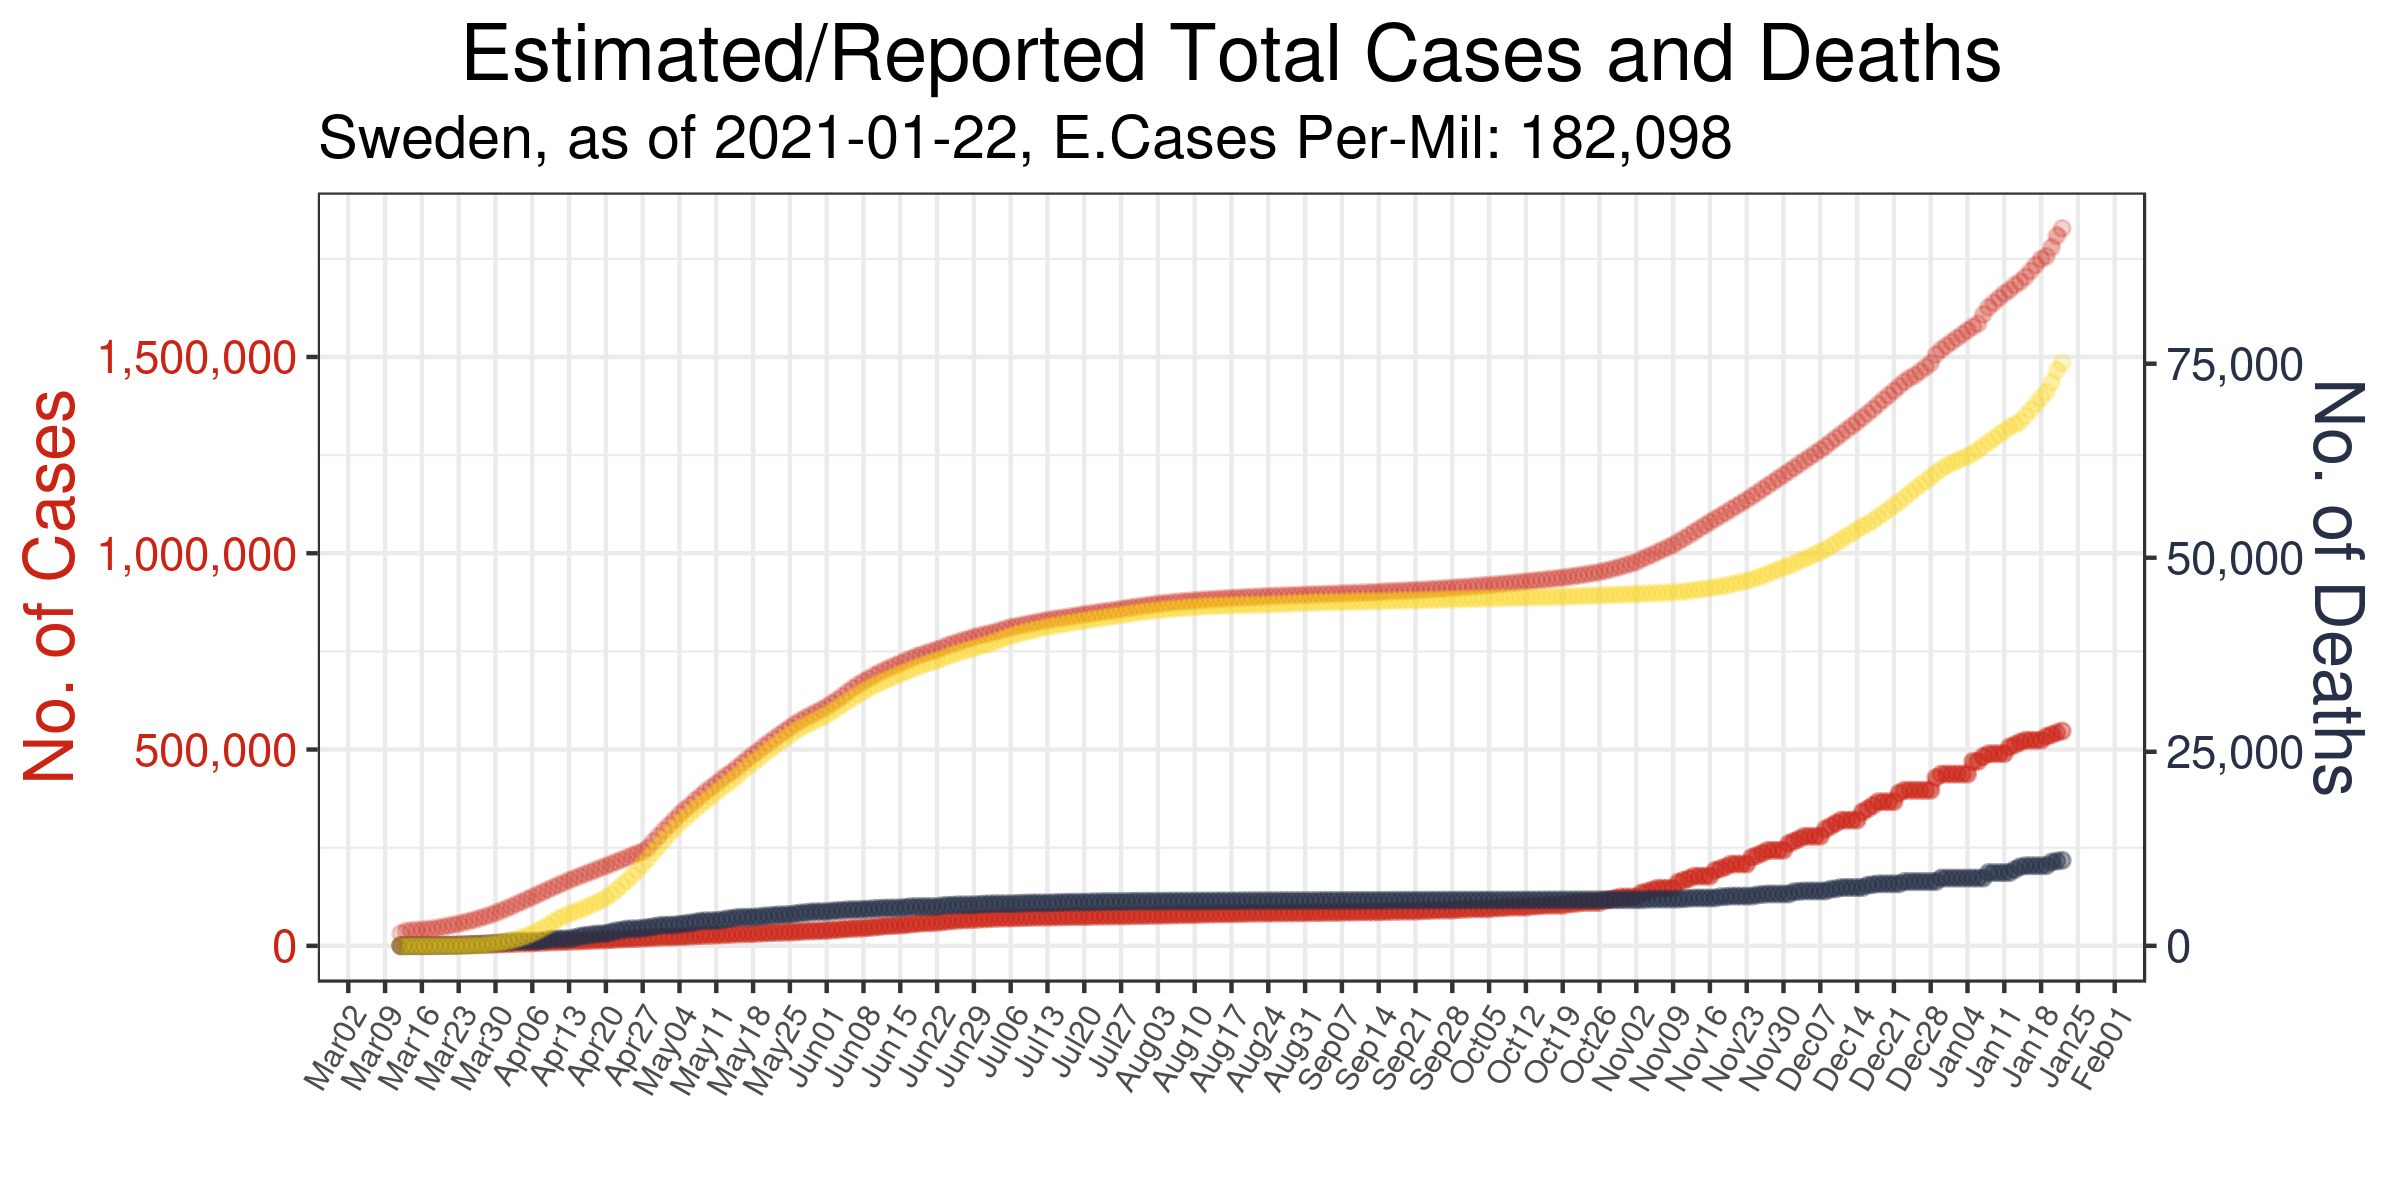 Estimated/Reported Total Cases and Deaths
Sweden, as of 2021-01-22, E.Cases Per-Mil: 182,098
No. of Cases
1,500,000
1,000,000
500,000
0
75,000
50,000
25,000
0
No. of Deaths
Mar02
Mar09
Mar16
Mar23
Mar30
Apr06
Apr13
Apr20
Apr27
May04
May11
May18
May25
Jun01
Jun08
Jun15
Jun22
Jun29
Jul06
Jul13
Jul20
Jul27
Aug03
Aug10
Aug17
Aug24
Aug31
Sep07
Sep14
Sep21
Sep28
Oct05
Oct12
Oct19
Oct26
Nov02
Nov09
Nov16
Nov23
Nov30
Dec07
Dec14
Dec21
Dec28
Jan04
Jan11
Jan18
Jan25
Feb01